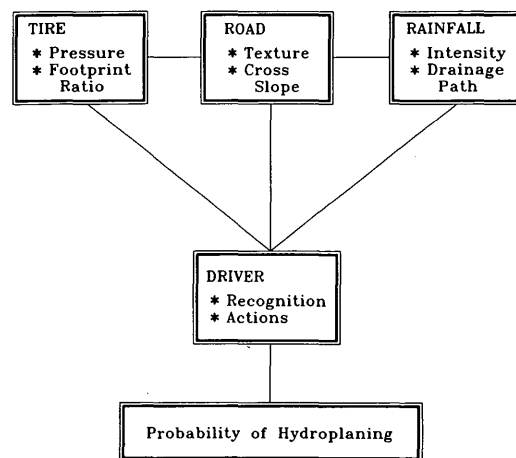 TIRE
* Pressure
* Footprint
Ratio
ROAD
* Texture
* Cross
Slope
RAINFALL
* Intensity
* Drainage
Path
DRIVER
* Recognition
* Actions
Probability of Hydroplaning